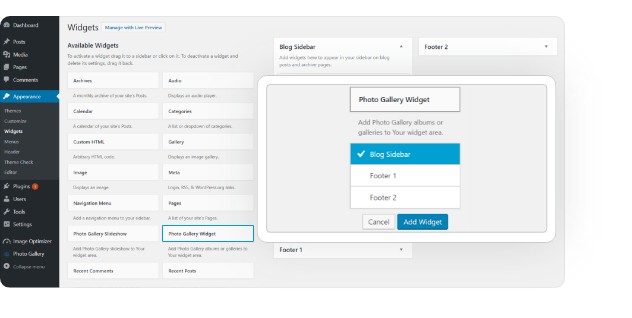 Dashboard
Posts
Media
Pages
Comments
Appearance
Themes
Customize
Widgets
Menus
Header
Theme Check
Editor
Plugins
Users
Tools
Settings
Image Optimizer
Photo Gallery
Collapse menu
Widgets Manage with Live Preview
Available Widgets
To activate a widget drag it to a sidebar or click on it. To deactivate a widget and
delete its settings, drag it back.
Archives
A monthly archive of your site's Posts.
Audio
Displays an audio player.
Calendar
A calendar of your site's Posts.
Categories
A list or dropdown of categories.
Custom HTML
Arbitrary HTML code.
Gallery
Displays an image gallery.
Image
Displays an image.
Meta
Login, RSS, & WordPress.org links.
Navigation Menu
Add a navigation menu to your sidebar.
Pages
A list of your site's Pages.
Photo Gallery Slideshow
Add Photo Gallery slideshow to Your
widget area.
Photo Gallery Widget
Add Photo Gallery albums or galleries to
Your widget area.
Recent Comments
Recent Posts
Blog Sidebar
Add widgets here to appear in your sidebar on blog
posts and archive pages.
Footer 2
Photo Gallery Widget
Add Photo Gallery albums or
galleries to Your widget area.
Blog Sidebar
Footer 1
Footer 2
Cancel Add Widget
Footer 1